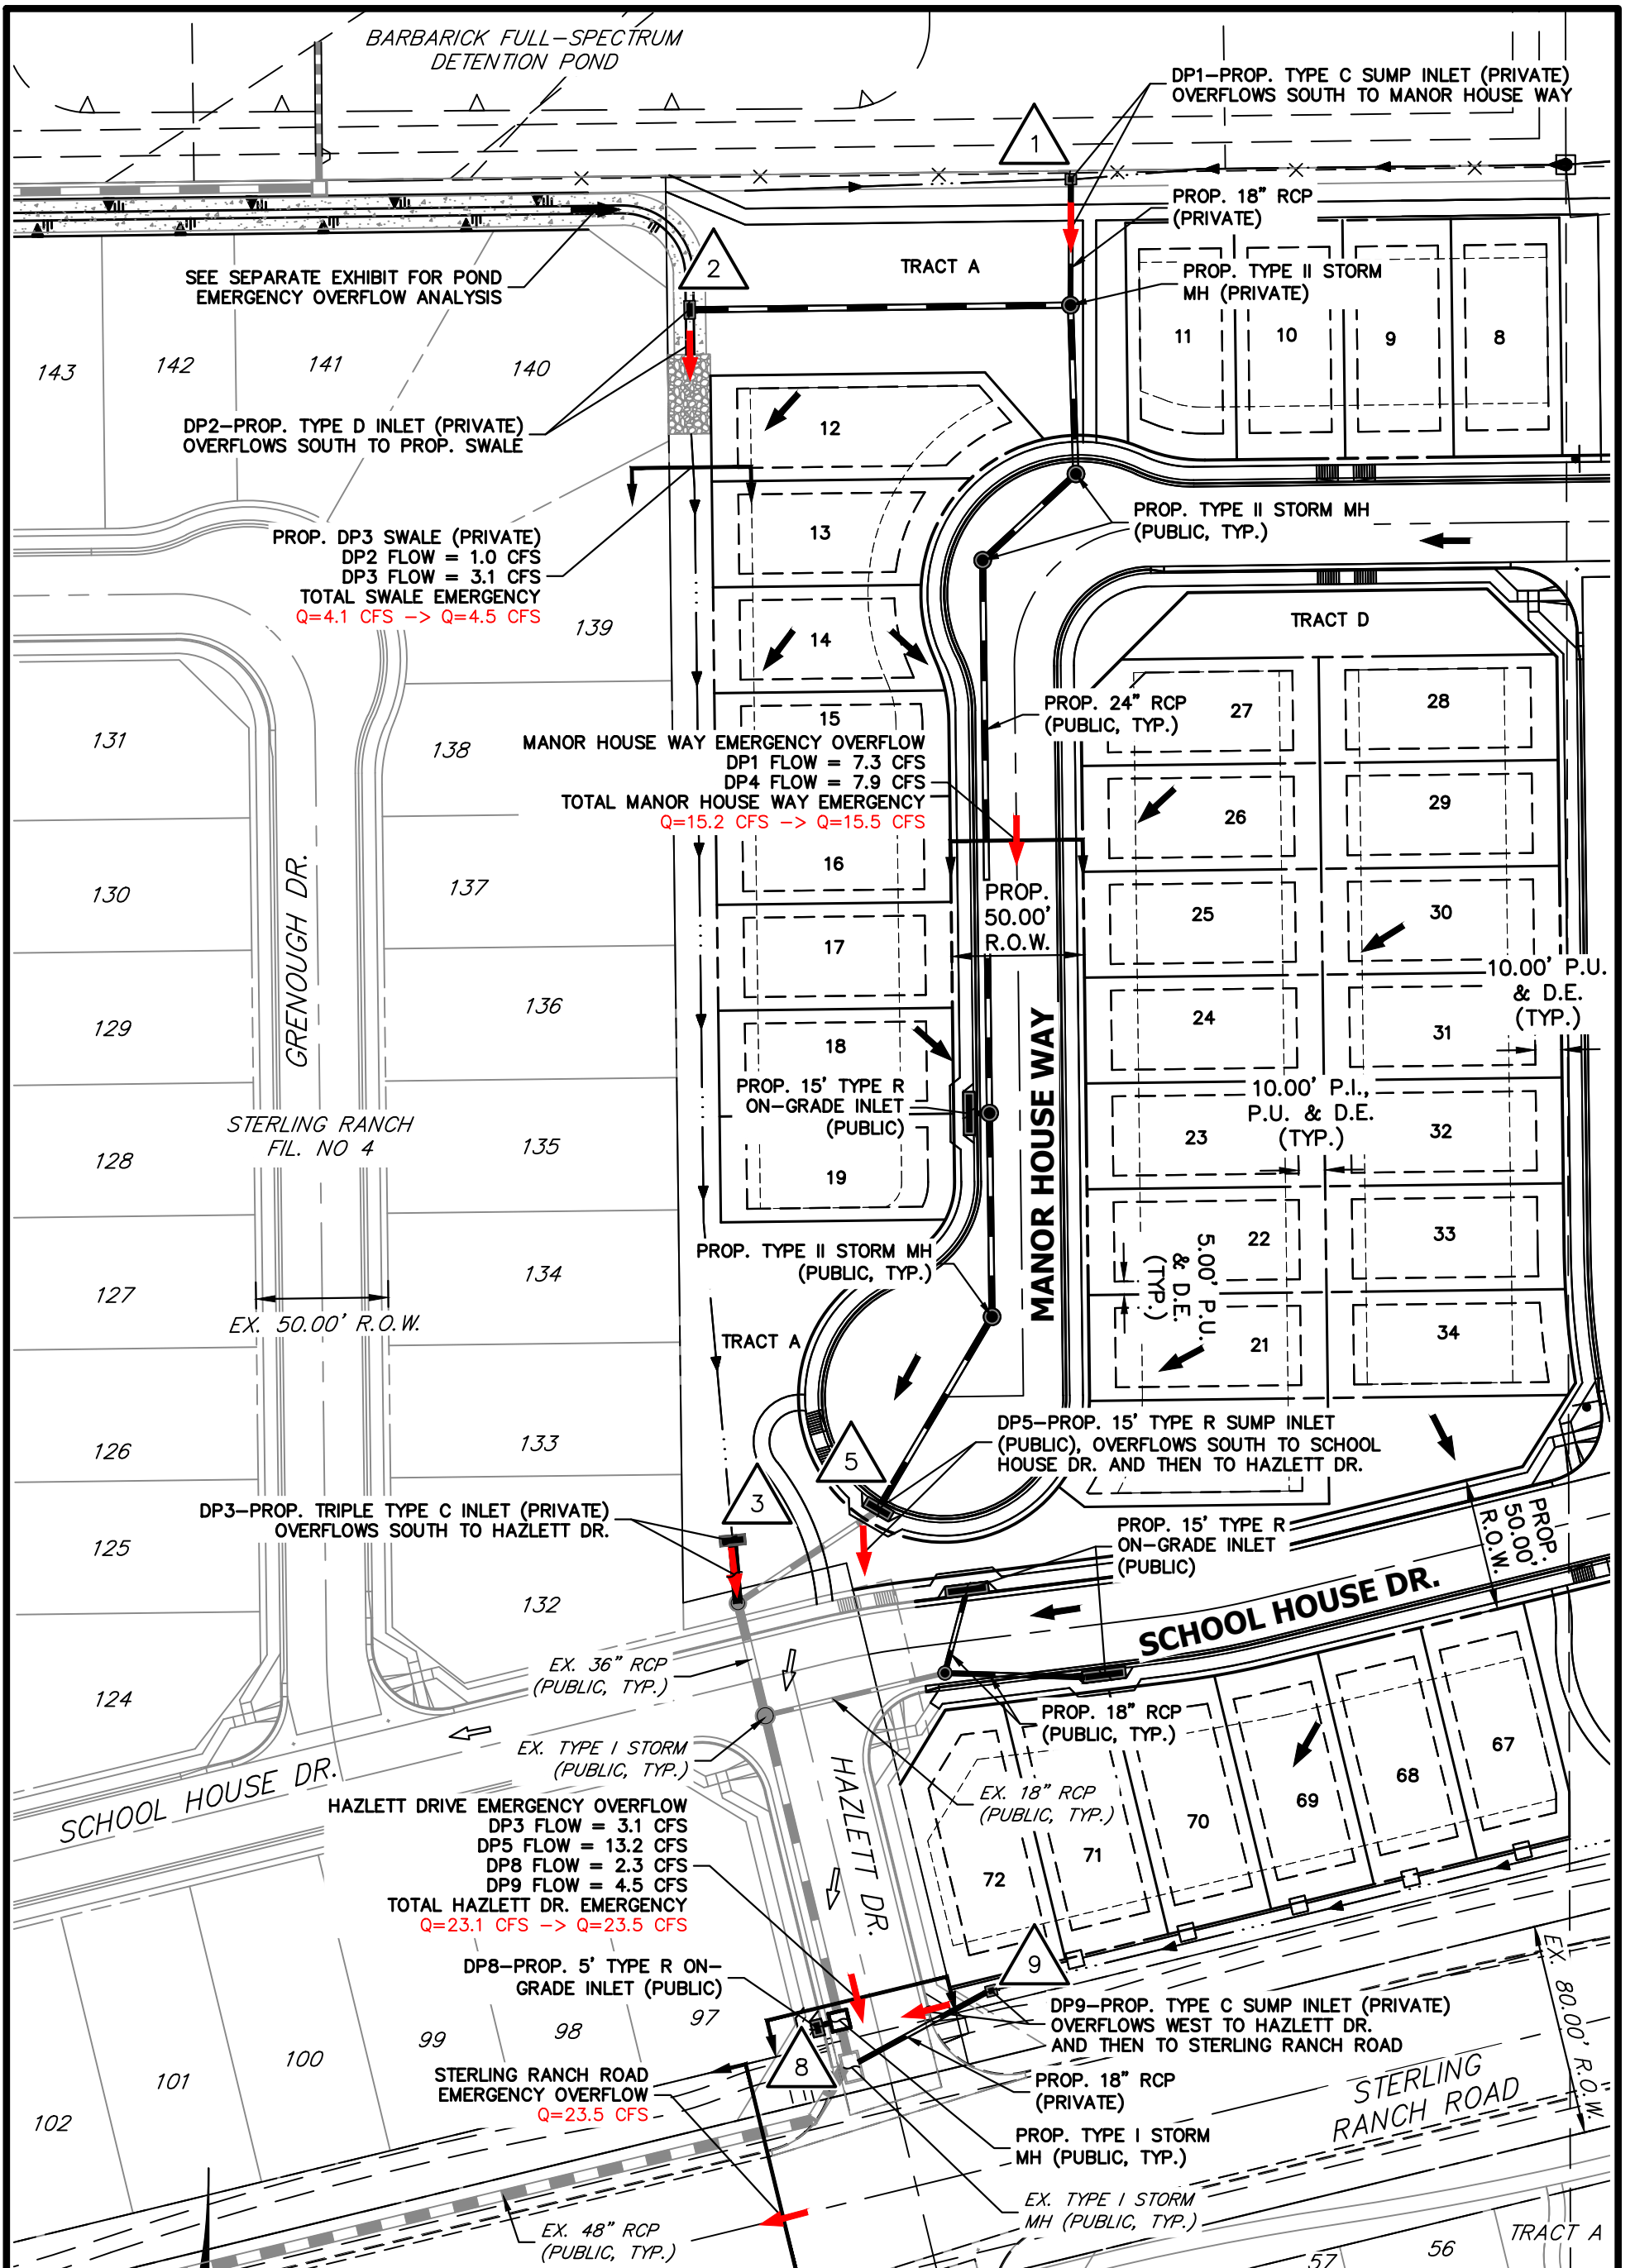 BARBARICK FULL-SPECTRUM
DETENTION POND
DP1-PROP. TYPE C SUMP INLET (PRIVATE)
OVERFLOWS SOUTH TO MANOR HOUSE WAY
1
PROP. 18" RCP
(PRIVATE)
2
TRACT A
PROP. TYPE II STORM
MH (PRIVATE)
SEE SEPARATE EXHIBIT FOR POND
EMERGENCY OVERFLOW ANALYSIS
11
10
9
8
143
142
141
140
12
DP2-PROP. TYPE D INLET (PRIVATE)
OVERFLOWS SOUTH TO PROP. SWALE
13
PROP. TYPE II STORM MH
(PUBLIC, TYP.)
PROP. DP3 SWALE (PRIVATE)
DP2 FLOW = 1.0 CFS
DP3 FLOW = 3.1 CFS
TOTAL SWALE EMERGENCY
Q=4.1 CFS -> Q=4.5 CFS
139
14
TRACT D
PROP. 24" RCP
(PUBLIC, TYP.)
27
28
131
138
15
MANOR HOUSE WAY EMERGENCY OVERFLOW
DP1 FLOW = 7.3 CFS
DP4 FLOW = 7.9 CFS
TOTAL MANOR HOUSE WAY EMERGENCY
Q=15.2 CFS -> Q=15.5 CFS
26
29
16
130
137
GRENOUGH DR.
PROP.
50.00'
R.O.W.
25
30
17
10.00' P.U.
& D.E.
(TYP.)
129
136
24
31
18
MANOR HOUSE WAY
PROP. 15' TYPE R
ON-GRADE INLET
(PUBLIC)
10.00' P.I.,
P.U. & D.E.
(TYP.)
STERLING RANCH
FIL. NO 4
128
135
23
32
19
PROP. TYPE II STORM MH
(PUBLIC, TYP.)
22
33
5.00' P.U.
& D.E.
(TYP.)
127
134
EX. 50.00' R.O.W.
TRACT A
21
34
126
133
DP5-PROP. 15' TYPE R SUMP INLET
(PUBLIC), OVERFLOWS SOUTH TO SCHOOL
HOUSE DR. AND THEN TO HAZLETT DR.
5
3
DP3-PROP. TRIPLE TYPE C INLET (PRIVATE)
OVERFLOWS SOUTH TO HAZLETT DR.
PROP.
50.00'
R.O.W.
125
PROP. 15' TYPE R
ON-GRADE INLET
(PUBLIC)
132
SCHOOL HOUSE DR.
EX. 36" RCP
(PUBLIC, TYP.)
124
PROP. 18" RCP
(PUBLIC, TYP.)
EX. TYPE I STORM
(PUBLIC, TYP.)
67
SCHOOL HOUSE DR.
HAZLETT DR.
EX. 18" RCP
(PUBLIC, TYP.)
68
69
70
71
72
HAZLETT DRIVE EMERGENCY OVERFLOW
DP3 FLOW = 3.1 CFS
DP5 FLOW = 13.2 CFS
DP8 FLOW = 2.3 CFS
DP9 FLOW = 4.5 CFS
TOTAL HAZLETT DR. EMERGENCY
Q=23.1 CFS -> Q=23.5 CFS
DP8-PROP. 5' TYPE R ON-
GRADE INLET (PUBLIC)
9
EX. 80.00' R.O.W.
DP9-PROP. TYPE C SUMP INLET (PRIVATE)
OVERFLOWS WEST TO HAZLETT DR.
AND THEN TO STERLING RANCH ROAD
97
98
99
100
101
102
8
STERLING RANCH ROAD
EMERGENCY OVERFLOW
Q=23.5 CFS
PROP. 18" RCP
(PRIVATE)
STERLING
RANCH ROAD
PROP. TYPE I STORM
MH (PUBLIC, TYP.)
EX. TYPE I STORM
MH (PUBLIC, TYP.)
EX. 48" RCP
(PUBLIC, TYP.)
57
56
TRACT A